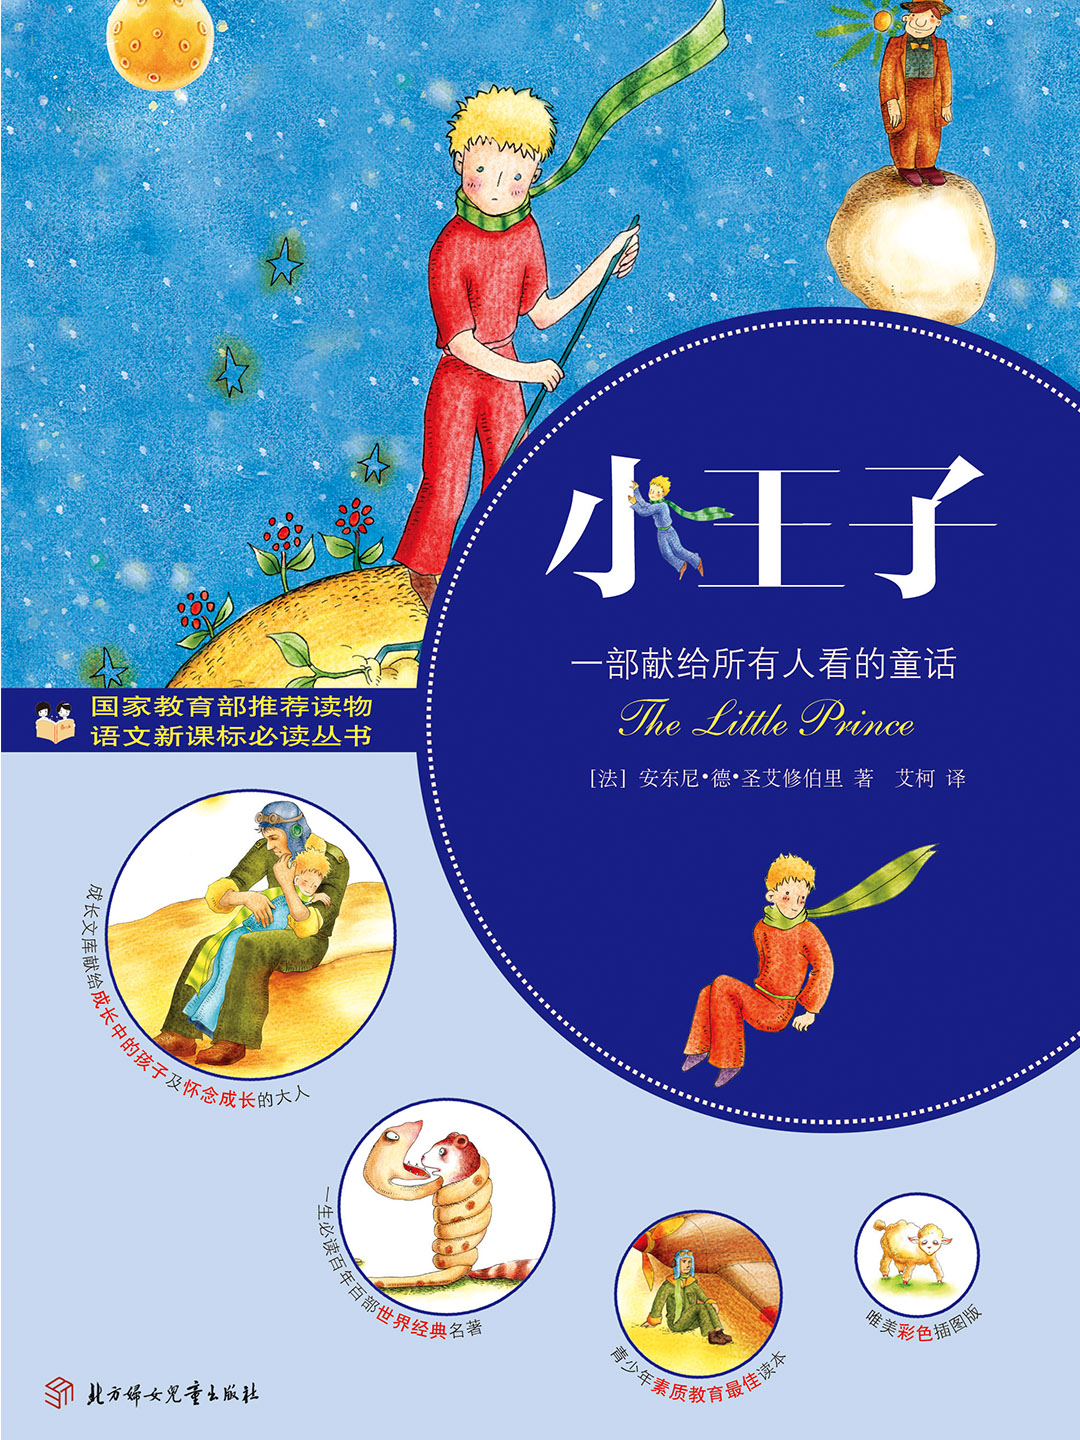 小王子
一部献给所有人看的童话
The Little Prince
[法] 安东尼•德•圣艾修伯里 著 艾柯 译
国家教育部推荐读物
语文新课标必读丛书
成长文库献给成长中的孩子及怀念成长的大人
一生必读百年百部世界经典名著
青少年素质教育最佳读本
唯美彩色插图版
北方婦女兒童出版社